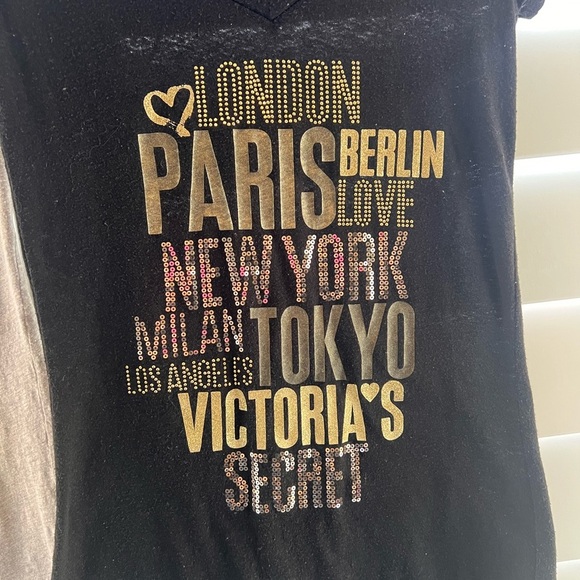 LONDON
PARIS BERLIN
LOVE
NEW YORK
MILAN TOKYO
LOS ANGELES
VICTORIA♥S
SECRET